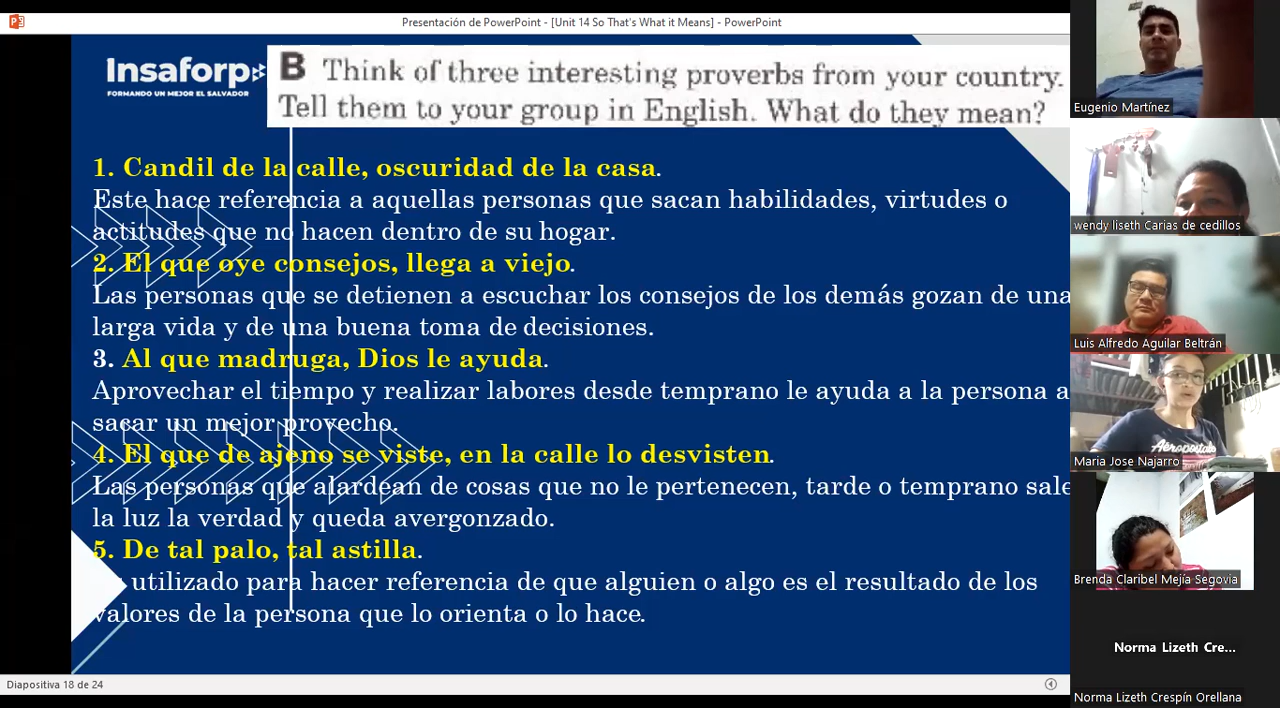 Presentación de PowerPoint - [Unit 14 So That's What it Means] - PowerPoint
Insaforp
FORMANDO UN MEJOR EL SALVADOR
B Think of three interesting proverbs from your country.
Tell them to your group in English. What do they mean?
1. Candil de la calle, oscuridad de la casa.
Este hace referencia a aquellas personas que sacan habilidades, virtudes o
actitudes que no hacen dentro de su hogar.
2. El que oye consejos, llega a viejo.
Las personas que se detienen a escuchar los consejos de los demás gozan de una
larga vida y de una buena toma de decisiones.
3. Al que madruga, Dios le ayuda.
Aprovechar el tiempo y realizar labores desde temprano le ayuda a la persona a
sacar un mejor provecho.
4. El que de ajeno se viste, en la calle lo desvisten.
Las personas que alardean de cosas que no le pertenecen, tarde o temprano sale
la luz la verdad y queda avergonzado.
5. De tal palo, tal astilla.
utilizado para hacer referencia de que alguien o algo es el resultado de los
valores de la persona que lo orienta o lo hace.
Diapositiva 18 de 24
Eugenio Martínez
wendy liseth Carias de cedillos
Luis Alfredo Aguilar Beltrán
AÉROPOSTALE
Maria Jose Najarro
Brenda Claribel Mejía Segovia
Norma Lizeth Cre...
Norma Lizeth Crespín Orellana